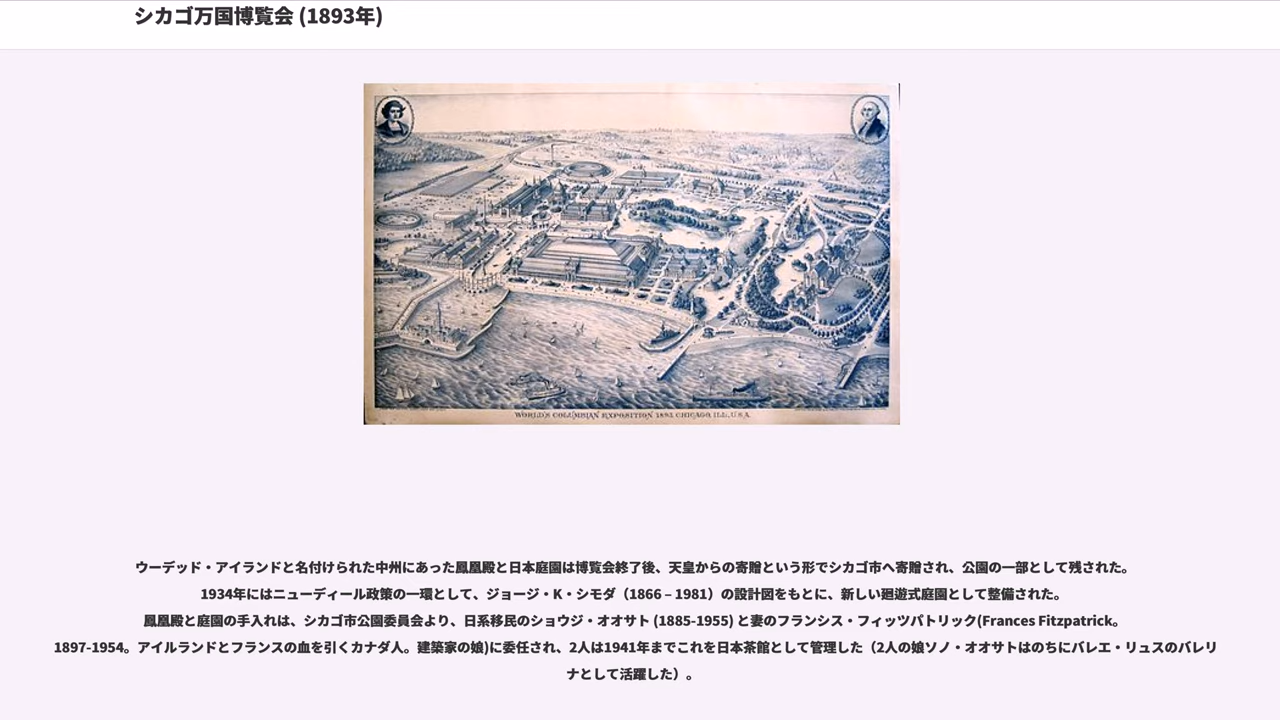 シカゴ万国博覧会 (1893年)
WORLD'S COLUMBIAN EXPOSITION 1893 CHICAGO, ILL., U.S.A.
ウーデッド・アイランドと名付けられた中州にあった鳳凰殿と日本庭園は博覧会終了後、天皇からの寄贈という形でシカゴ市へ寄贈され、公園の一部として残された。
1934年にはニューディール政策の一環として、ジョージ・K・シモダ（1866 – 1981）の設計図をもとに、新しい廻遊式庭園として整備された。
鳳凰殿と庭園の手入れは、シカゴ市公園委員会より、日系移民のショウジ・オオサト (1885-1955) と妻のフランシス・フィッツパトリック(Frances Fitzpatrick。
1897-1954。アイルランドとフランスの血を引くカナダ人。建築家の娘)に委任され、2人は1941年までこれを日本茶館として管理した（2人の娘ソノ・オオサトはのちにバレエ・リュスのバレリ
ナとして活躍した）。